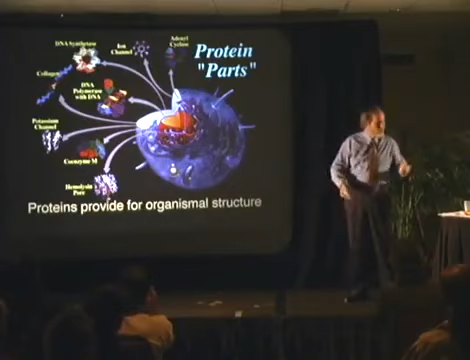 DNA Synthetase
Ion
Channel
Adenyl
Cyclase
Protein
"Parts"
Collagen
DNA
Polymerase
with DNA
Potassium
Channel
Coenzyme M
Hemolysin
Pore
Proteins provide for organismal structure